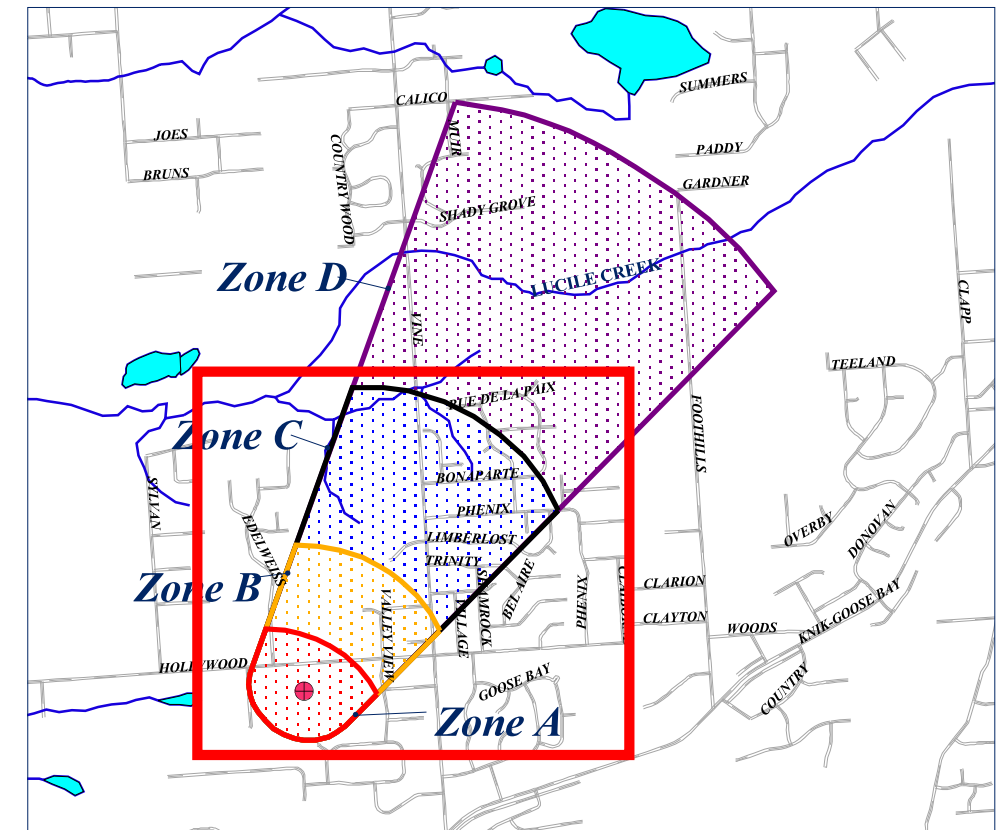 SUMMERS
CALICO
MUIR
JOES
COUNTRY WOOD
PADDY
BRUNS
GARDNER
SHADY GROVE
Zone D
LUCILE CREEK
CLAPP
VINE
TEELAND
RUE DE LA PAIX
FOOTHILLS
Zone C
BONAPARTE
SYLVAN
PHENIX
EDELWEISS
LIMBERLOST
OVERBY
DONOVAN
TRINITY
Zone B
SHAMROCK
BEL AIRE
PHENIX
CLARION
VALLEY VIEW
VILLAGE
CLAYTON
WOODS
KNIK-GOOSE BAY
HOLLYWOOD
GOOSE BAY
COUNTRY
Zone A